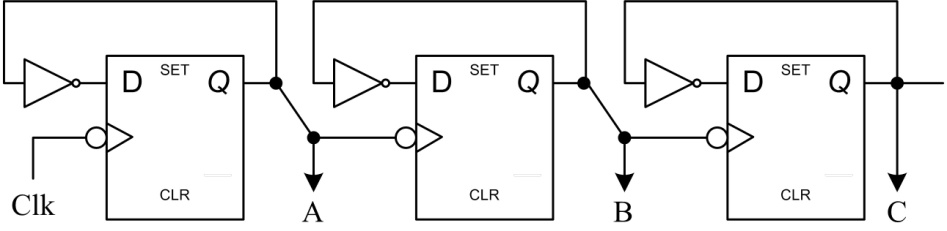 SET SET SET
D Q D Q D Q
CLR CLR CLR
Clk A B C